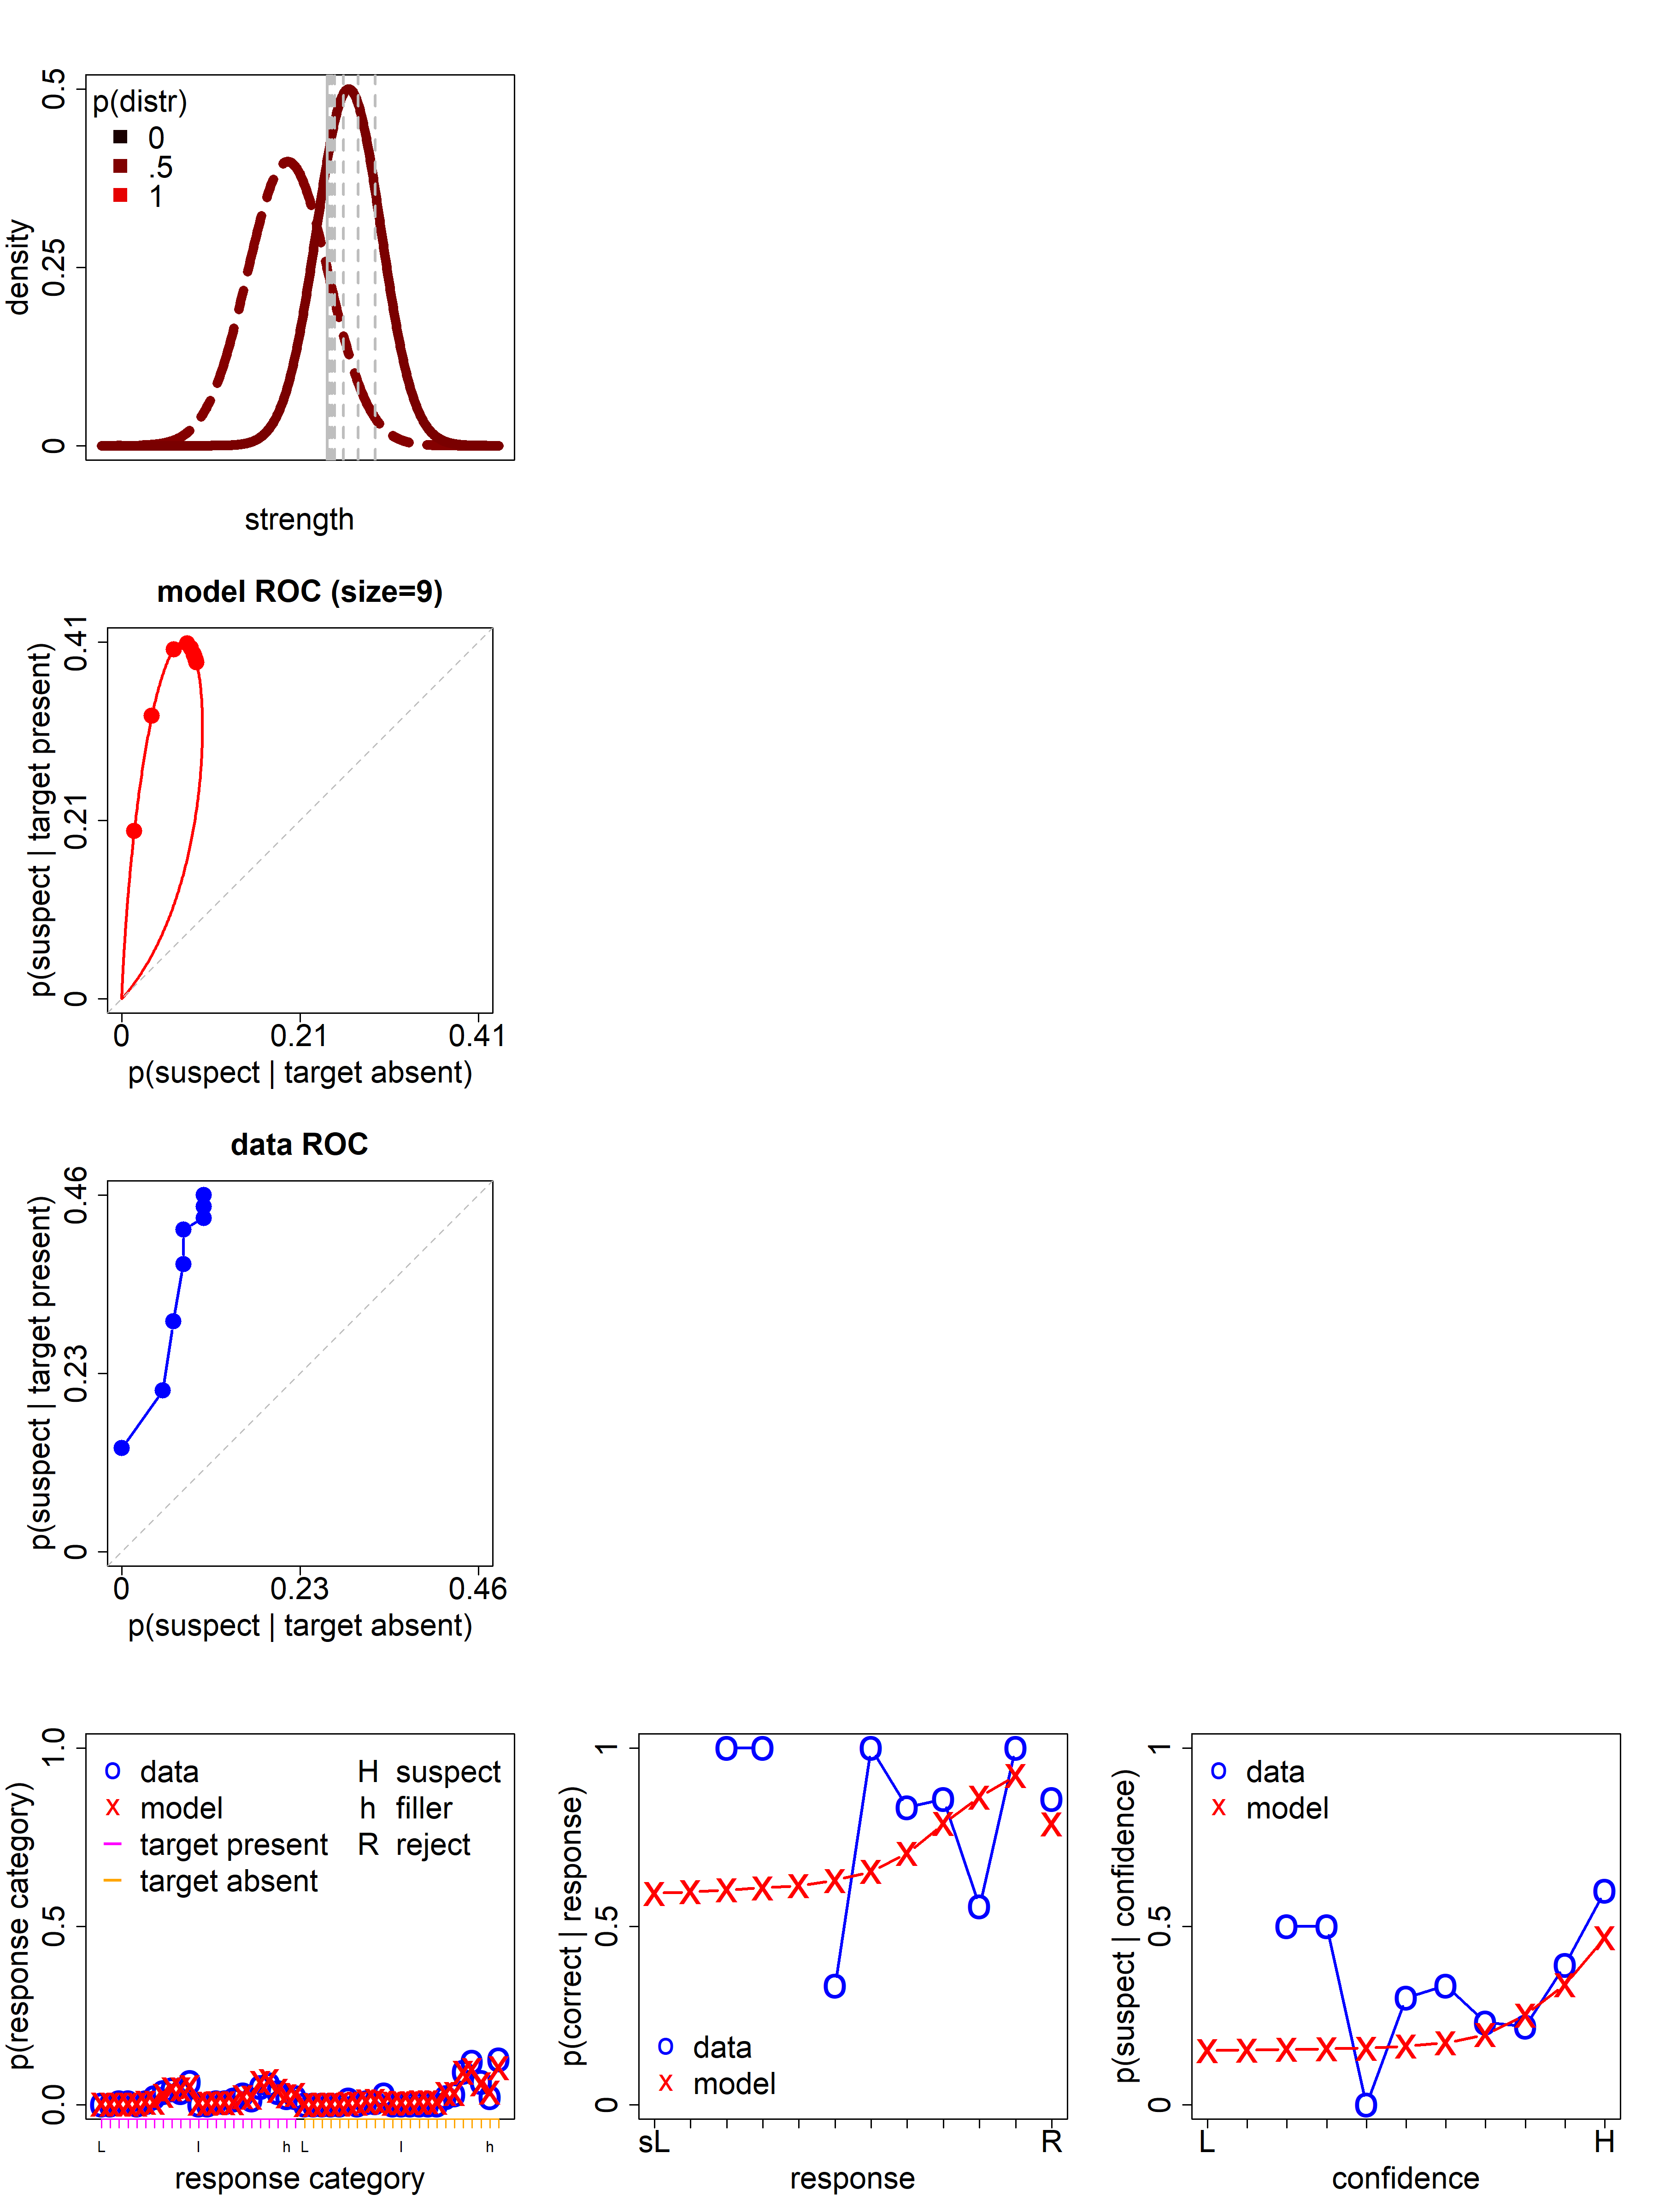 p(distr)
0
.5
1
0.5
0.25
0
density
strength
model ROC (size=9)
0.41
0.21
0
p(suspect | target present)
0 0.21 0.41
p(suspect | target absent)
data ROC
0.46
0.23
0
p(suspect | target present)
0 0.23 0.46
p(suspect | target absent)
1.0
0.5
0.0
p(response category)
o data H suspect
x model h filler
target present R reject
target absent
L l h L l h
response category
1
0.5
0
p(correct | response)
o data
x model
sL R
response
1
0.5
0
p(suspect | confidence)
o data
x model
L H
confidence